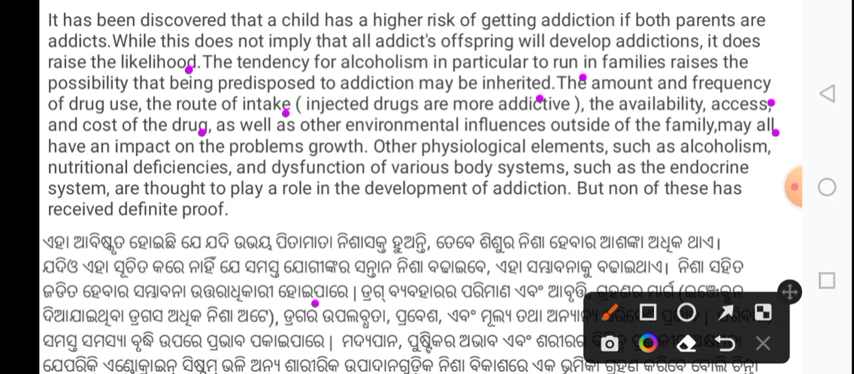 It has been discovered that a child has a higher risk of getting addiction if both parents are
addicts.While this does not imply that all addict's offspring will develop addictions, it does
raise the likelihood.The tendency for alcoholism in particular to run in families raises the
possibility that being predisposed to addiction may be inherited.The amount and frequency
of drug use, the route of intake ( injected drugs are more addictive ), the availability, access,
and cost of the drug, as well as other environmental influences outside of the family,may all
have an impact on the problems growth. Other physiological elements, such as alcoholism,
nutritional deficiencies, and dysfunction of various body systems, such as the endocrine
system, are thought to play a role in the development of addiction. But non of these has
received definite proof.
ଏହା ଆବିଷ୍କୃତ ହୋଇଛି ଯେ ଯଦି ଉଭୟ ପିତାମାତା ନିଶାସକ୍ତ ହୁଅନ୍ତି, ତେବେ ଶିଶୁର ନିଶା ହେବାର ଆଶଙ୍କା ଅଧିକ ଥାଏ।
ଯଦିଓ ଏହା ସୂଚିତ କରେ ନାହିଁ ଯେ ସମସ୍ତ ଯୋଗୀଙ୍କର ସନ୍ତାନ ନିଶା ବଢାଇବେ, ଏହା ସମ୍ଭାବନାକୁ ବଢାଇଥାଏ। ନିଶା ସହିତ
ଜଡିତ ହେବାର ସମ୍ଭାବନା ଉତ୍ତରାଧିକାରୀ ହୋଇପାରେ | ଡ୍ରଗ୍ ବ୍ୟବହାରର ପରିମାଣ ଏବଂ ଆବୃତ୍ତି,
ଦିଆଯାଇଥିବା ଡ୍ରଗସ ଅଧିକ ନିଶା ଅଟେ), ଡ୍ରଗର ଉପଲବ୍ଧତା, ପ୍ରବେଶ, ଏବଂ ମୂଲ୍ୟ ତଥା
ସମସ୍ତ ସମସ୍ୟା ବୃଦ୍ଧି ଉପରେ ପ୍ରଭାବ ପକାଇପାରେ | ମଦ୍ୟପାନ, ପୁଷ୍ଟିକର ଅଭାବ ଏବଂ ଶରୀରର
ଯେପରିକି ଏଣ୍ଡୋକ୍ରାଇନ୍ ସିଷ୍ଟମ୍ ଭଳି ଅନ୍ୟ ଶାରୀରିକ ଉପାଦାନଗୁଡ଼ିକ ନିଶା ବିକାଶରେ ଏକ ଭୂମିକା ଗ୍ରହଣ କରିବେ ବୋଲି ଚିନ୍ତା